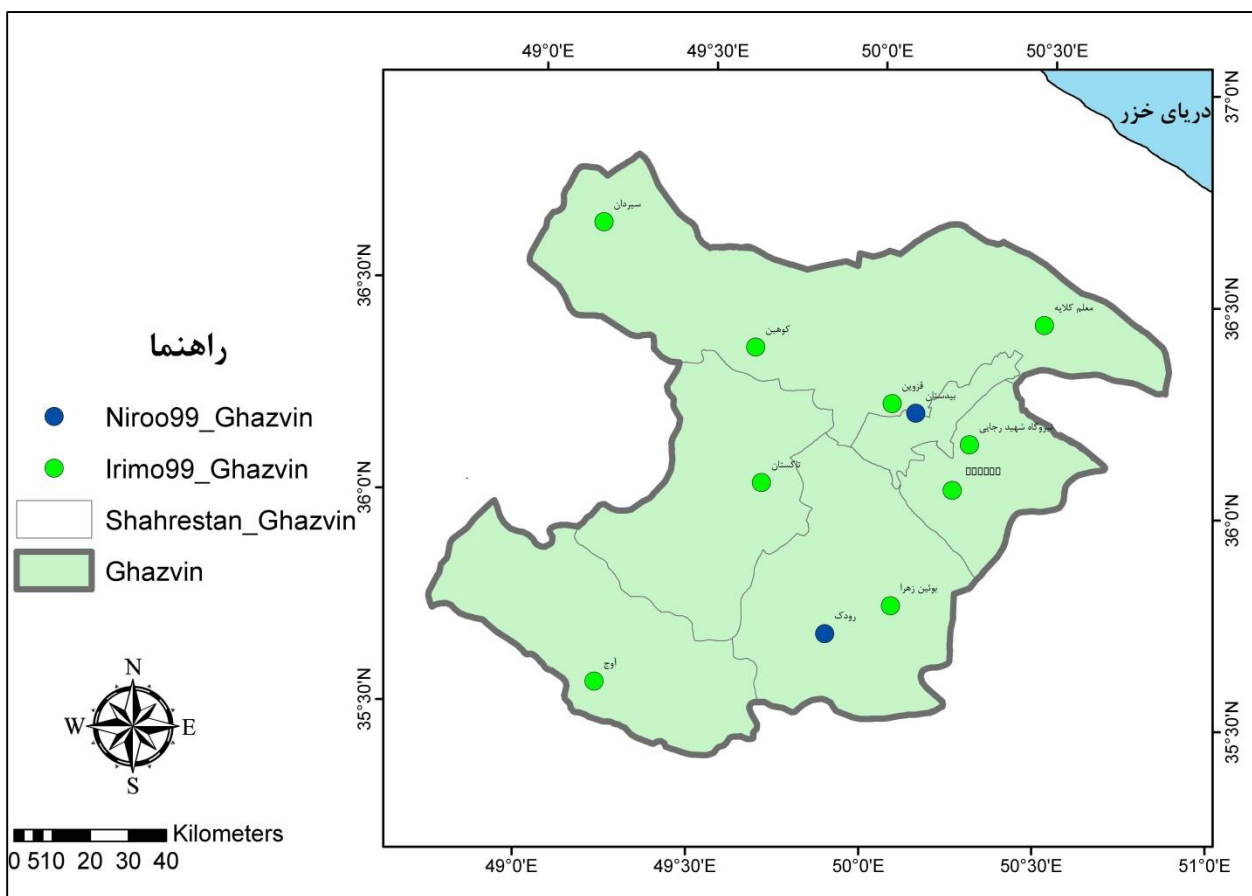 49°0'E
49°30'E
50°0'E
50°30'E
37°0'N
دریای خزر
سیردان
36°30'N
36°30'N
معلم کلایه
کوهین
راهنما
قزوین
بیدستان
Niroo99_Ghazvin
نیروگاه شهید رجایی
Irimo99_Ghazvin
تاکستان
36°0'N
36°0'N
Shahrestan_Ghazvin
Ghazvin
بوئین زهرا
رودک
آوج
35°30'N
35°30'N
N
W
E
S
Kilometers
0 5 10 20 30 40
49°0'E
49°30'E
50°0'E
50°30'E
51°0'E